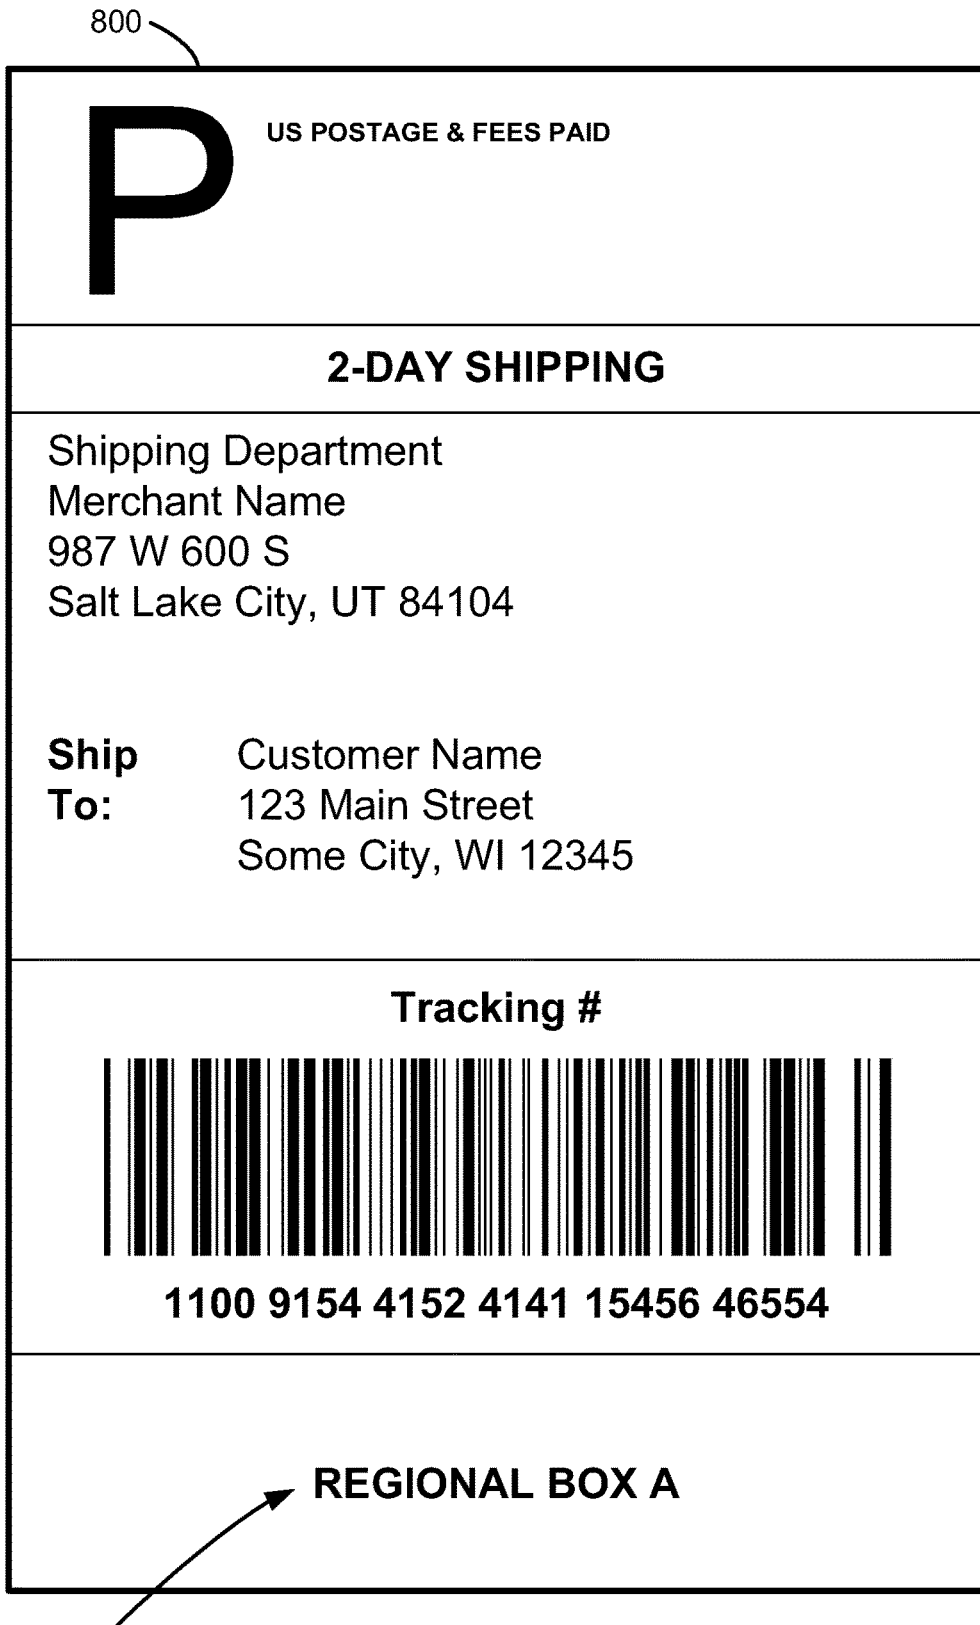 800
P
US POSTAGE & FEES PAID
2-DAY SHIPPING
Shipping Department
Merchant Name
987 W 600 S
Salt Lake City, UT 84104
Ship Customer Name
To: 123 Main Street
Some City, WI 12345
Tracking #
1100 9154 4152 4141 15456 46554
REGIONAL BOX A